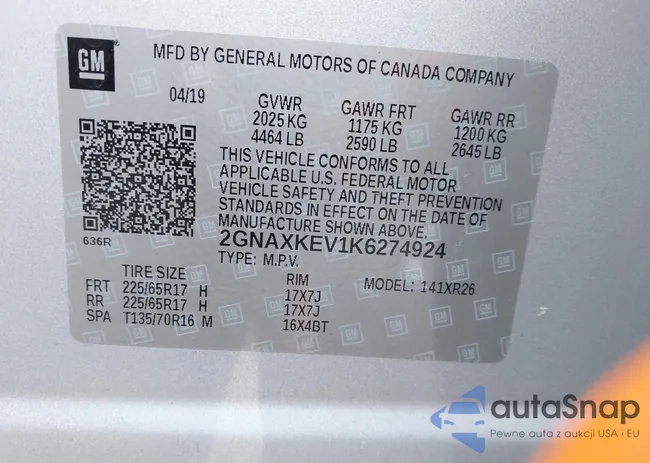 GM
MFD BY GENERAL MOTORS OF CANADA COMPANY
04/19 GVWR GAWR FRT GAWR RR
2025 KG 1175 KG 1200 KG
4464 LB 2590 LB 2645 LB
THIS VEHICLE CONFORMS TO ALL
APPLICABLE U.S. FEDERAL MOTOR
VEHICLE SAFETY AND THEFT PREVENTION
STANDARDS IN EFFECT ON THE DATE OF
MANUFACTURE SHOWN ABOVE.
636R 2GNAXKEV1K6274924
TYPE: M.P.V.
TIRE SIZE RIM MODEL: 141XR26
FRT 225/65R17 H 17X7J
RR 225/65R17 H 17X7J
SPA T135/70R16 M 16X4BT
autaSnap
Pewne auta z aukcji USA i EU